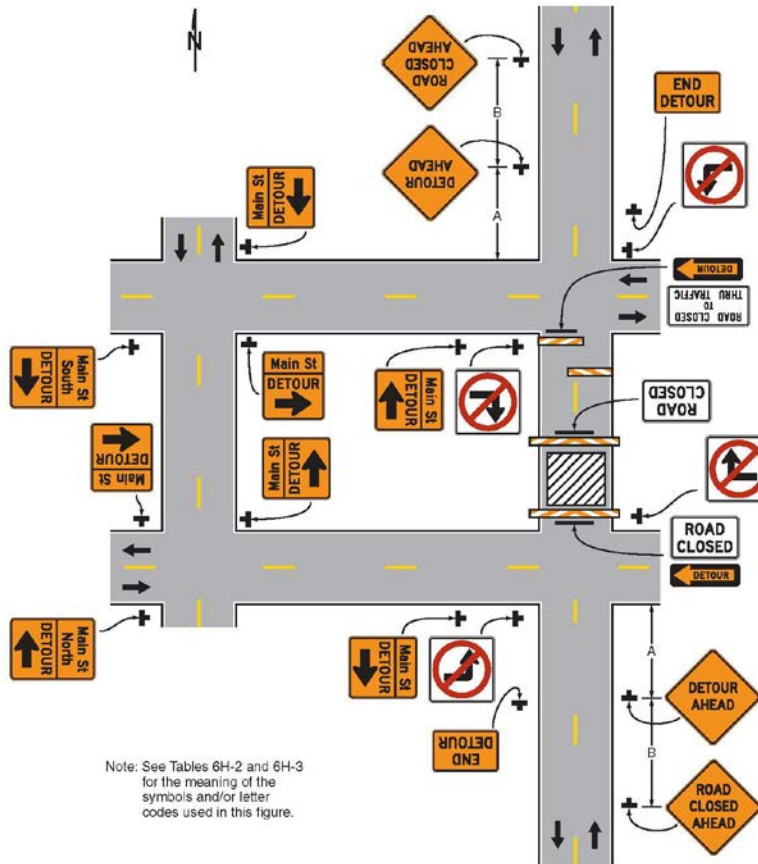 N
ROAD
CLOSED
AHEAD
B
DETOUR
AHEAD
A
END
DETOUR
Main St
DETOUR
DETOUR
ROAD CLOSED
TO
THRU TRAFFIC
Main St
South
DETOUR
Main St
DETOUR
Main St
DETOUR
ROAD
CLOSED
Main St
DETOUR
Main St
DETOUR
ROAD
CLOSED
DETOUR
Main St
North
DETOUR
Main St
DETOUR
END
DETOUR
A
DETOUR
AHEAD
B
ROAD
CLOSED
AHEAD
Note: See Tables 6H-2 and 6H-3
for the meaning of the
symbols and/or letter
codes used in this figure.